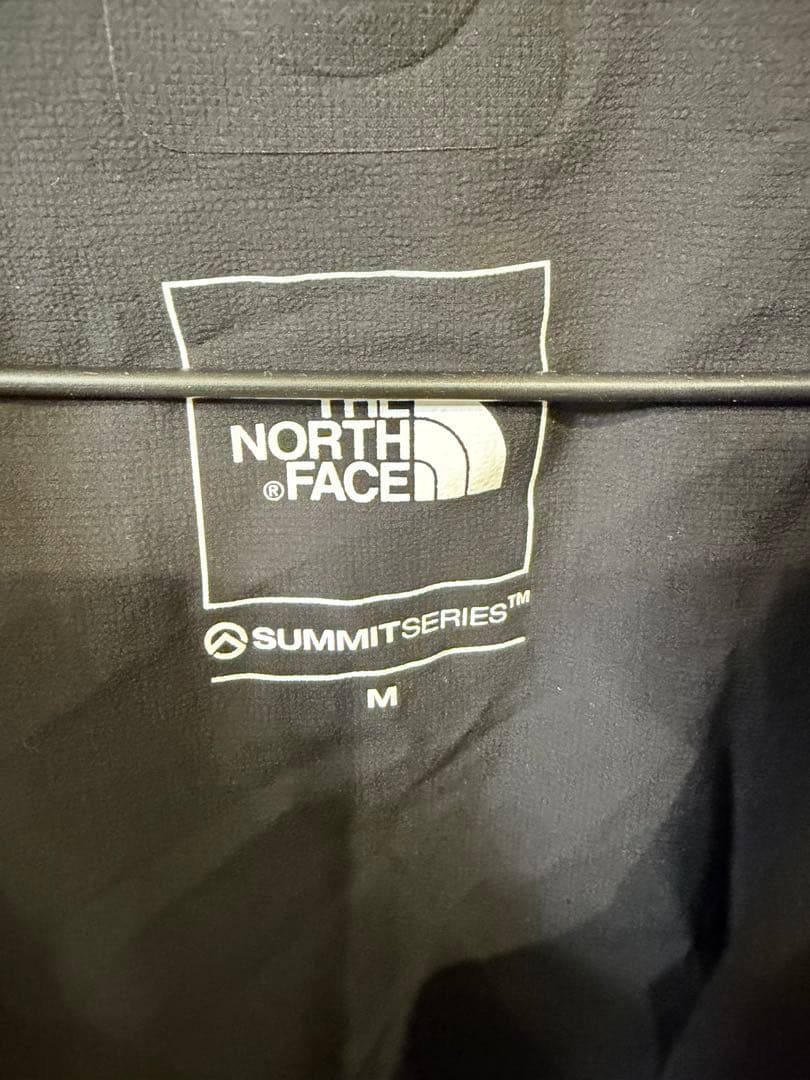 THE
NORTH
®FACE
SUMMITSERIES™
M